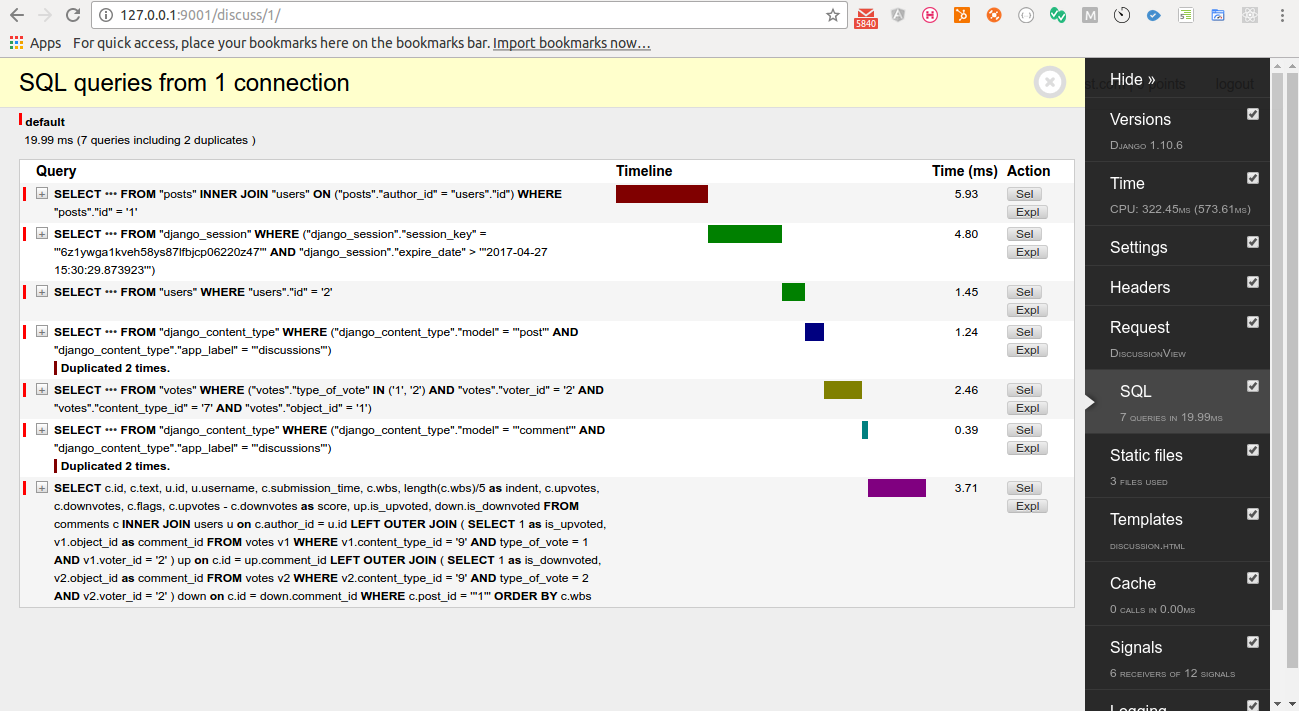 127.0.0.1:9001/discuss/1/
5840
Apps For quick access, place your bookmarks here on the bookmarks bar. Import bookmarks now…
SQL queries from 1 connection
default
19.99 ms (7 queries including 2 duplicates )
Query Timeline Time (ms) Action
SELECT ••• FROM "posts" INNER JOIN "users" ON ("posts"."author_id" = "users"."id") WHERE 5.93 Sel
"posts"."id" = '1' Expl
SELECT ••• FROM "django_session" WHERE ("django_session"."session_key" = 4.80 Sel
'"6z1ywga1kveh58ys87lfbjcp06220z47"' AND "django_session"."expire_date" > '"2017-04-27 Expl
15:30:29.873923"')
SELECT ••• FROM "users" WHERE "users"."id" = '2' 1.45 Sel
Expl
SELECT ••• FROM "django_content_type" WHERE ("django_content_type"."model" = '"post"' AND 1.24 Sel
"django_content_type"."app_label" = '"discussions"') Expl
Duplicated 2 times.
SELECT ••• FROM "votes" WHERE ("votes"."type_of_vote" IN ('1', '2') AND "votes"."voter_id" = '2' AND 2.46 Sel
"votes"."content_type_id" = '7' AND "votes"."object_id" = '1') Expl
SELECT ••• FROM "django_content_type" WHERE ("django_content_type"."model" = '"comment"' AND 0.39 Sel
"django_content_type"."app_label" = '"discussions"') Expl
Duplicated 2 times.
SELECT c.id, c.text, u.id, u.username, c.submission_time, c.wbs, length(c.wbs)/5 as indent, c.upvotes, 3.71 Sel
c.downvotes, c.flags, c.upvotes - c.downvotes as score, up.is_upvoted, down.is_downvoted FROM Expl
comments c INNER JOIN users u on c.author_id = u.id LEFT OUTER JOIN ( SELECT 1 as is_upvoted,
v1.object_id as comment_id FROM votes v1 WHERE v1.content_type_id = '9' AND type_of_vote = 1
AND v1.voter_id = '2' ) up on c.id = up.comment_id LEFT OUTER JOIN ( SELECT 1 as is_downvoted,
v2.object_id as comment_id FROM votes v2 WHERE v2.content_type_id = '9' AND type_of_vote = 2
AND v2.voter_id = '2' ) down on c.id = down.comment_id WHERE c.post_id = '"1"' ORDER BY c.wbs
Hide »
points logout
Versions
Django 1.10.6
Time
CPU: 322.45ms (573.61ms)
Settings
Headers
Request
DiscussionView
SQL
7 queries in 19.99ms
Static files
3 files used
Templates
discussion.html
Cache
0 calls in 0.00ms
Signals
6 receivers of 12 signals
Logging